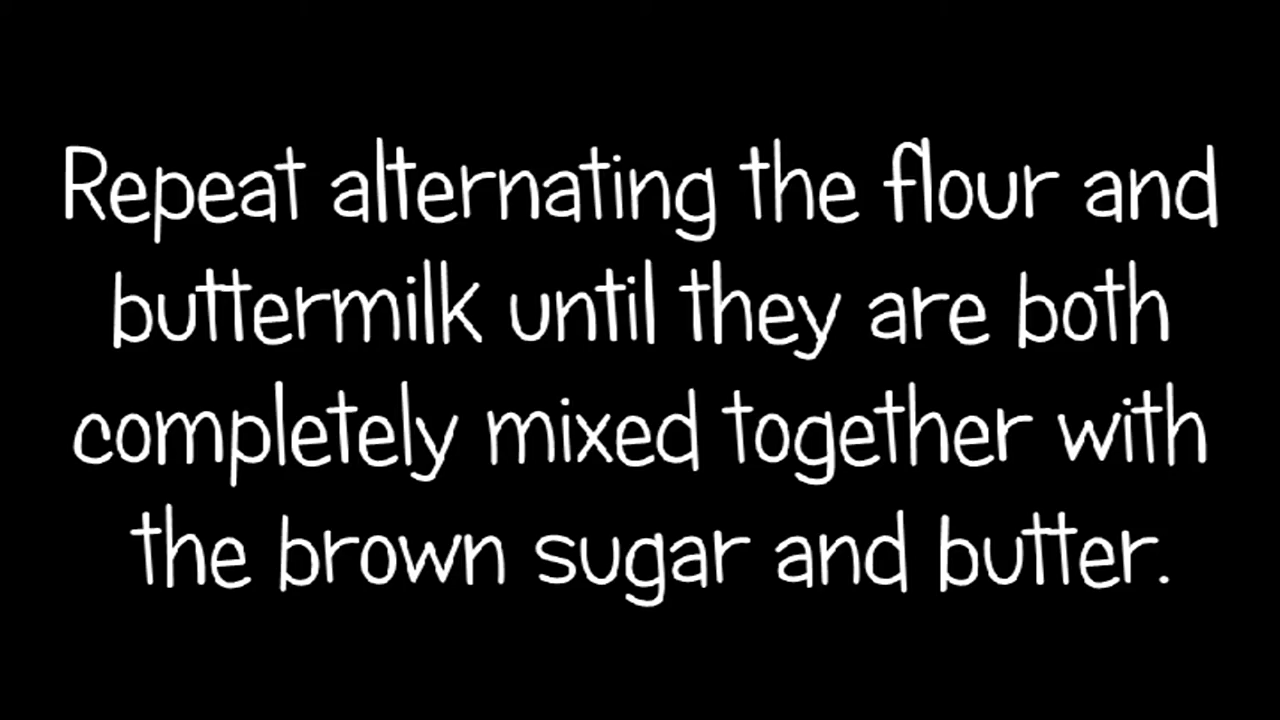 Repeat alternating the flour and
buttermilk until they are both
completely mixed together with
the brown sugar and butter.